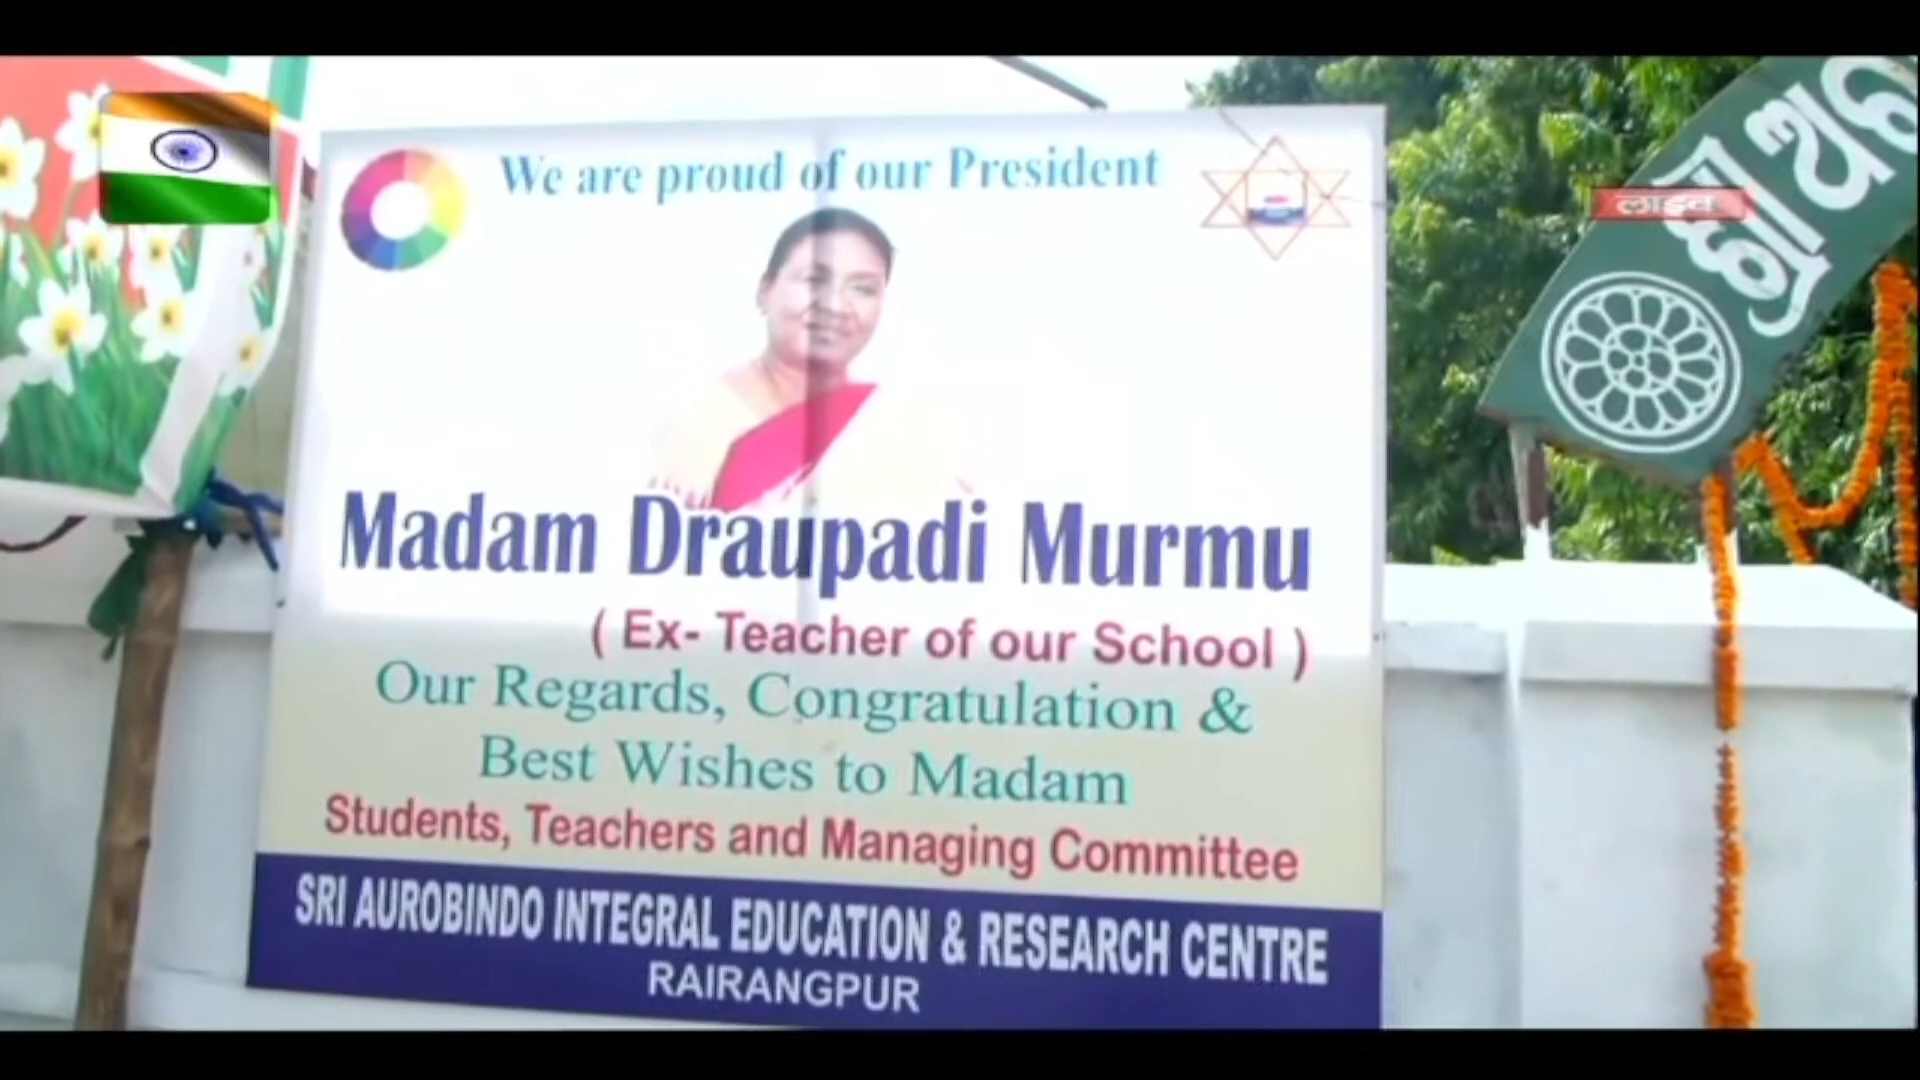 We are proud of our President
लाइव
ଶ୍ରୀ
Madam Draupadi Murmu
( Ex- Teacher of our School )
Our Regards, Congratulation &
Best Wishes to Madam
Students, Teachers and Managing Committee
SRI AUROBINDO INTEGRAL EDUCATION & RESEARCH CENTRE
RAIRANGPUR